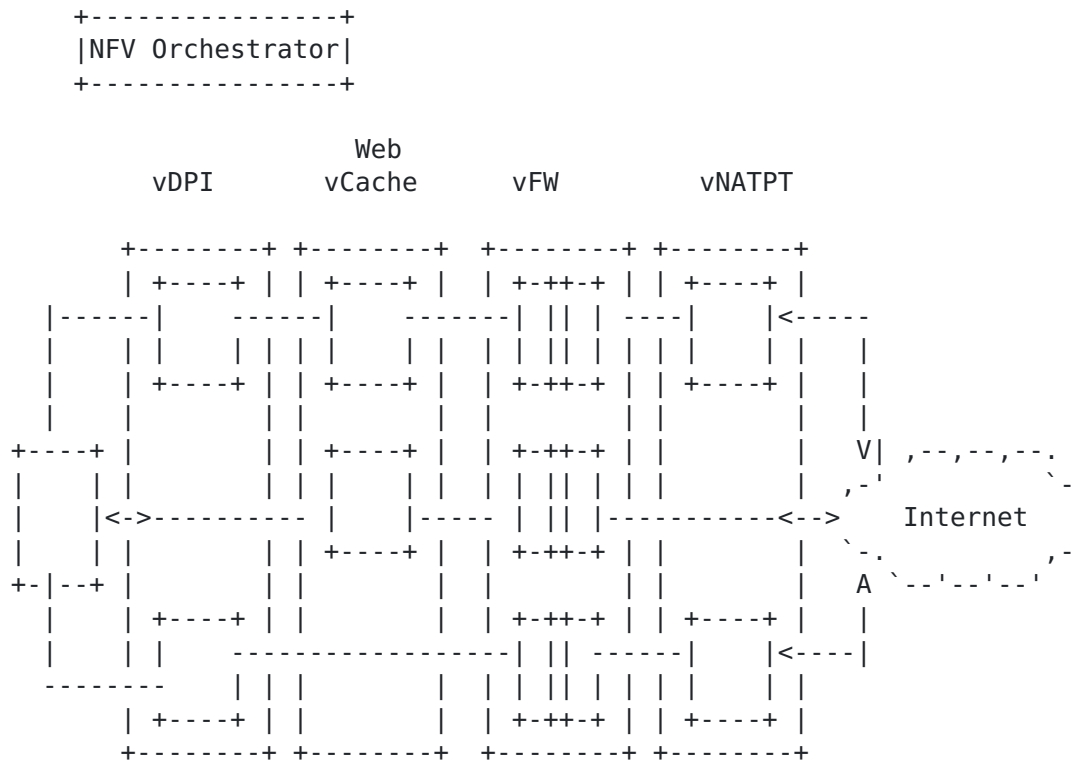 NFV Orchestrator
Web
vDPI vCache vFW vNATPT
V
Internet
A